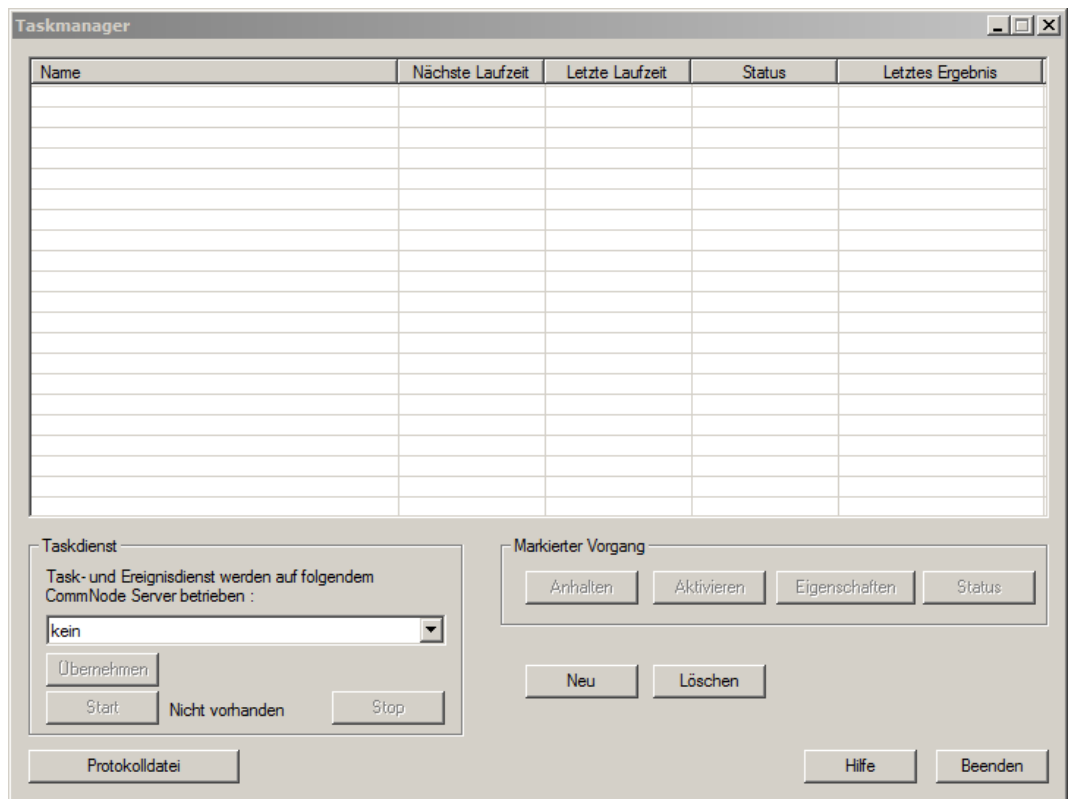 Taskmanager
Name Nächste Laufzeit Letzte Laufzeit Status Letztes Ergebnis
Taskdienst
Task- und Ereignisdienst werden auf folgendem
CommNode Server betrieben :
kein
Übernehmen
Start Nicht vorhanden Stop
Markierter Vorgang
Anhalten Aktivieren Eigenschaften Status
Neu Löschen
Protokolldatei Hilfe Beenden